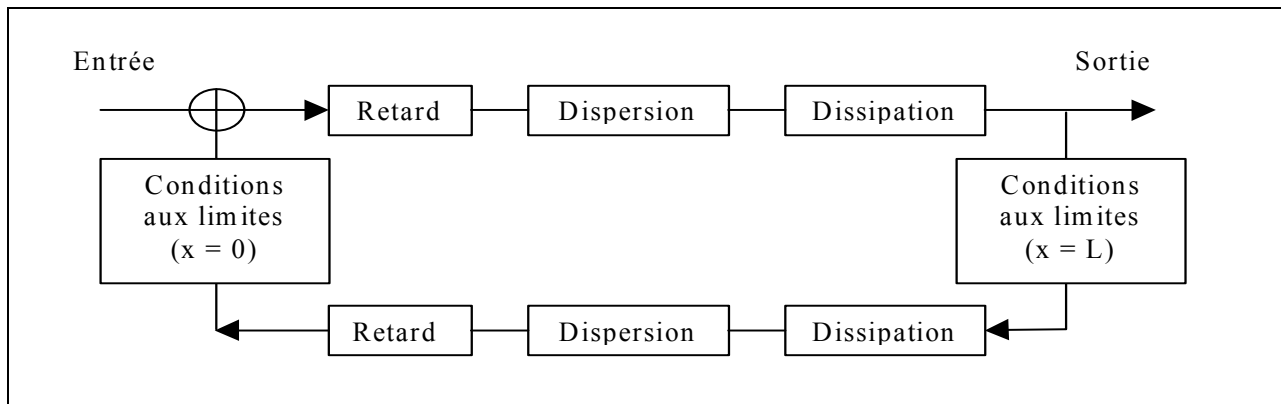 Entrée
Sortie
Retard
Dispersion
Dissipation
Conditions
aux limites
(x = 0)
Conditions
aux limites
(x = L)
Retard
Dispersion
Dissipation